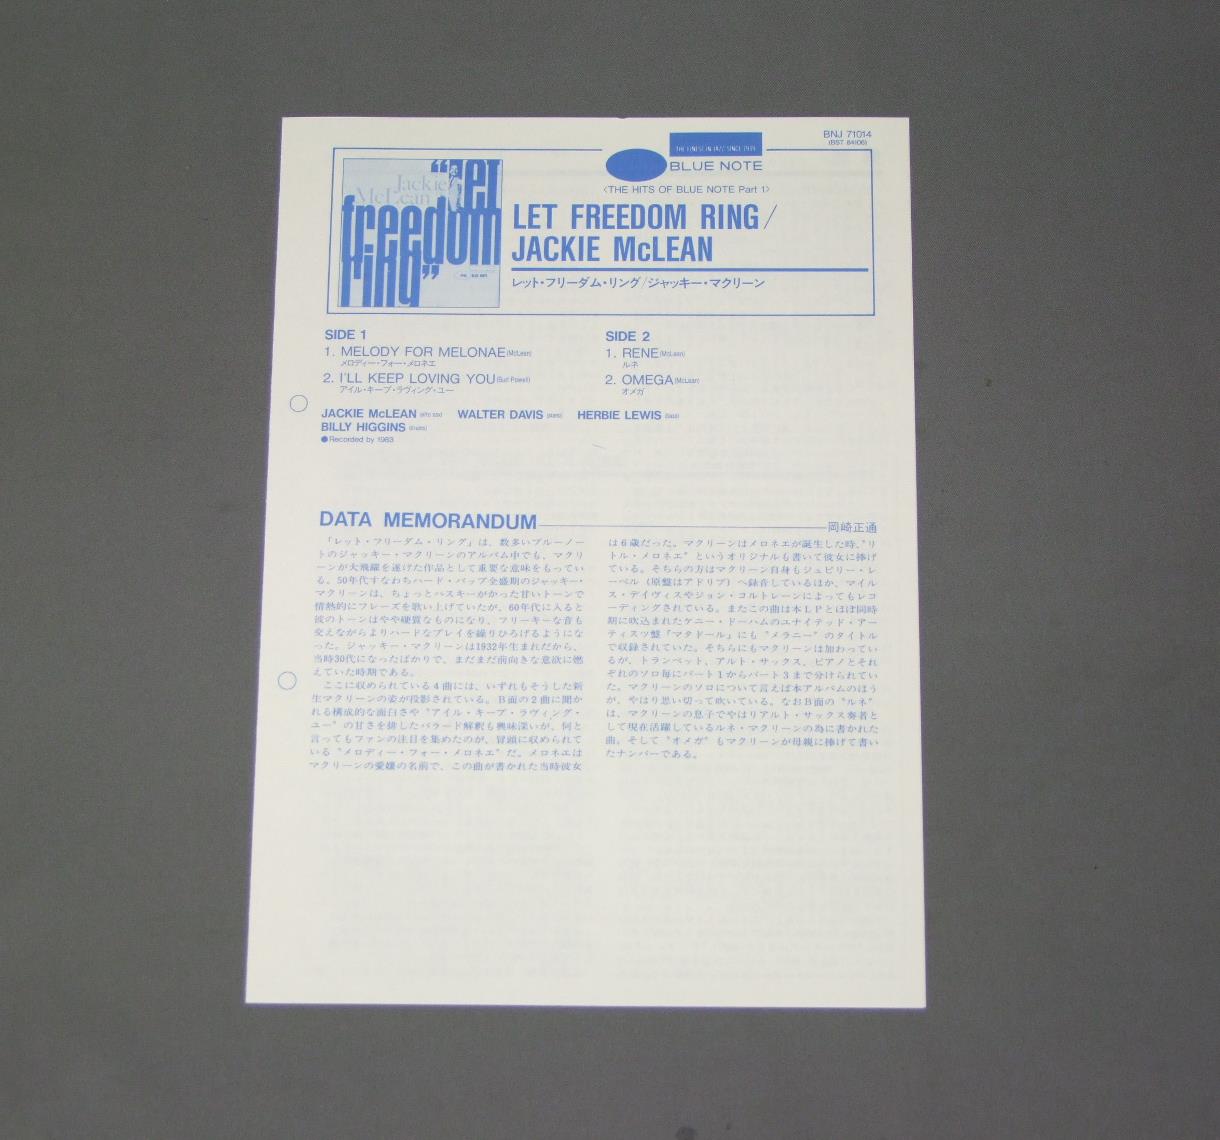 BNJ 71014
(BST 84106)
THE FINEST IN JAZZ SINCE 1939
BLUE NOTE
〈THE HITS OF BLUE NOTE Part 1〉
Jackie
McLean
"let
freedom
ring"
LET FREEDOM RING/
JACKIE McLEAN
レット・フリーダム・リング/ジャッキー・マクリーン
SIDE 1
1. MELODY FOR MELONAE(McLean)
メロディー・フォー・メロネエ
2. I'LL KEEP LOVING YOU(Bud Powell)
アイル・キープ・ラヴィング・ユー
SIDE 2
1. RENE(McLean)
ルネ
2. OMEGA(McLean)
オメガ
JACKIE McLEAN (alto sax) WALTER DAVIS (piano) HERBIE LEWIS (bass)
BILLY HIGGINS (drums)
●Recorded by 1963
DATA MEMORANDUM
岡崎正通
「レット・フリーダム・リング」は、数多いブルーノー
トのジャッキー・マクリーンのアルバム中でも、マクリ
ーンが大飛躍を遂げた作品として重要な意味をもってい
る。50年代すなわちハード・バップ全盛期のジャッキー・
マクリーンは、ちょっとハスキーがかった甘いトーンで
情熱的にフレーズを歌い上げていたが、60年代に入ると
彼のトーンはやや硬質なものになり、フリーキーな音も
交えながらよりハードなプレイを繰りひろげるようにな
った。ジャッキー・マクリーンは1932年生まれだから、
当時30代になったばかりで、まだまだ前向きな意欲に燃
えていた時期である。
ここに収められている4曲には、いずれもそうした新
生マクリーンの姿が投影されている。B面の2曲に聞か
れる構成的な面白さや“アイル・キープ・ラヴィング・
ユー”の甘さを排したバラード解釈も興味深いが、何と
言ってもファンの注目を集めたのが、冒頭に収められて
いる“メロディー・フォー・メロネエ”だ。メロネエは
マクリーンの愛嬢の名前で、この曲が書かれた当時彼女
は6歳だった。マクリーンはメロネエが誕生した時、“リ
トル・メロネエ”というオリジナルも書いて彼女に捧げ
ている。そちらの方はマクリーン自身もジュビリー・レ
ーベル（原盤はアドリブ）へ録音しているほか、マイル
ス・デイヴィスやジョン・コルトレーンによってもレコ
ーディングされている。またこの曲は本LPとほぼ同時
期に吹込まれたケニー・ドーハムのユナイテッド・アー
ティスツ盤『マタドール』にも“メラニー”のタイトル
で収録されていた。そちらにもマクリーンは加わってい
るが、トランペット、アルト・サックス、ピアノとそれ
ぞれのソロ毎にパート1からパート3まで分けられてい
た。マクリーンのソロについて言えば本アルバムのほう
が、やはり思い切って吹いている。なおB面の“ルネ”
は、マクリーンの息子でやはりアルト・サックス奏者と
して現在活躍しているルネ・マクリーンの為に書かれた
曲。そして“オメガ”もマクリーンが母親に捧げて書い
たナンバーである。